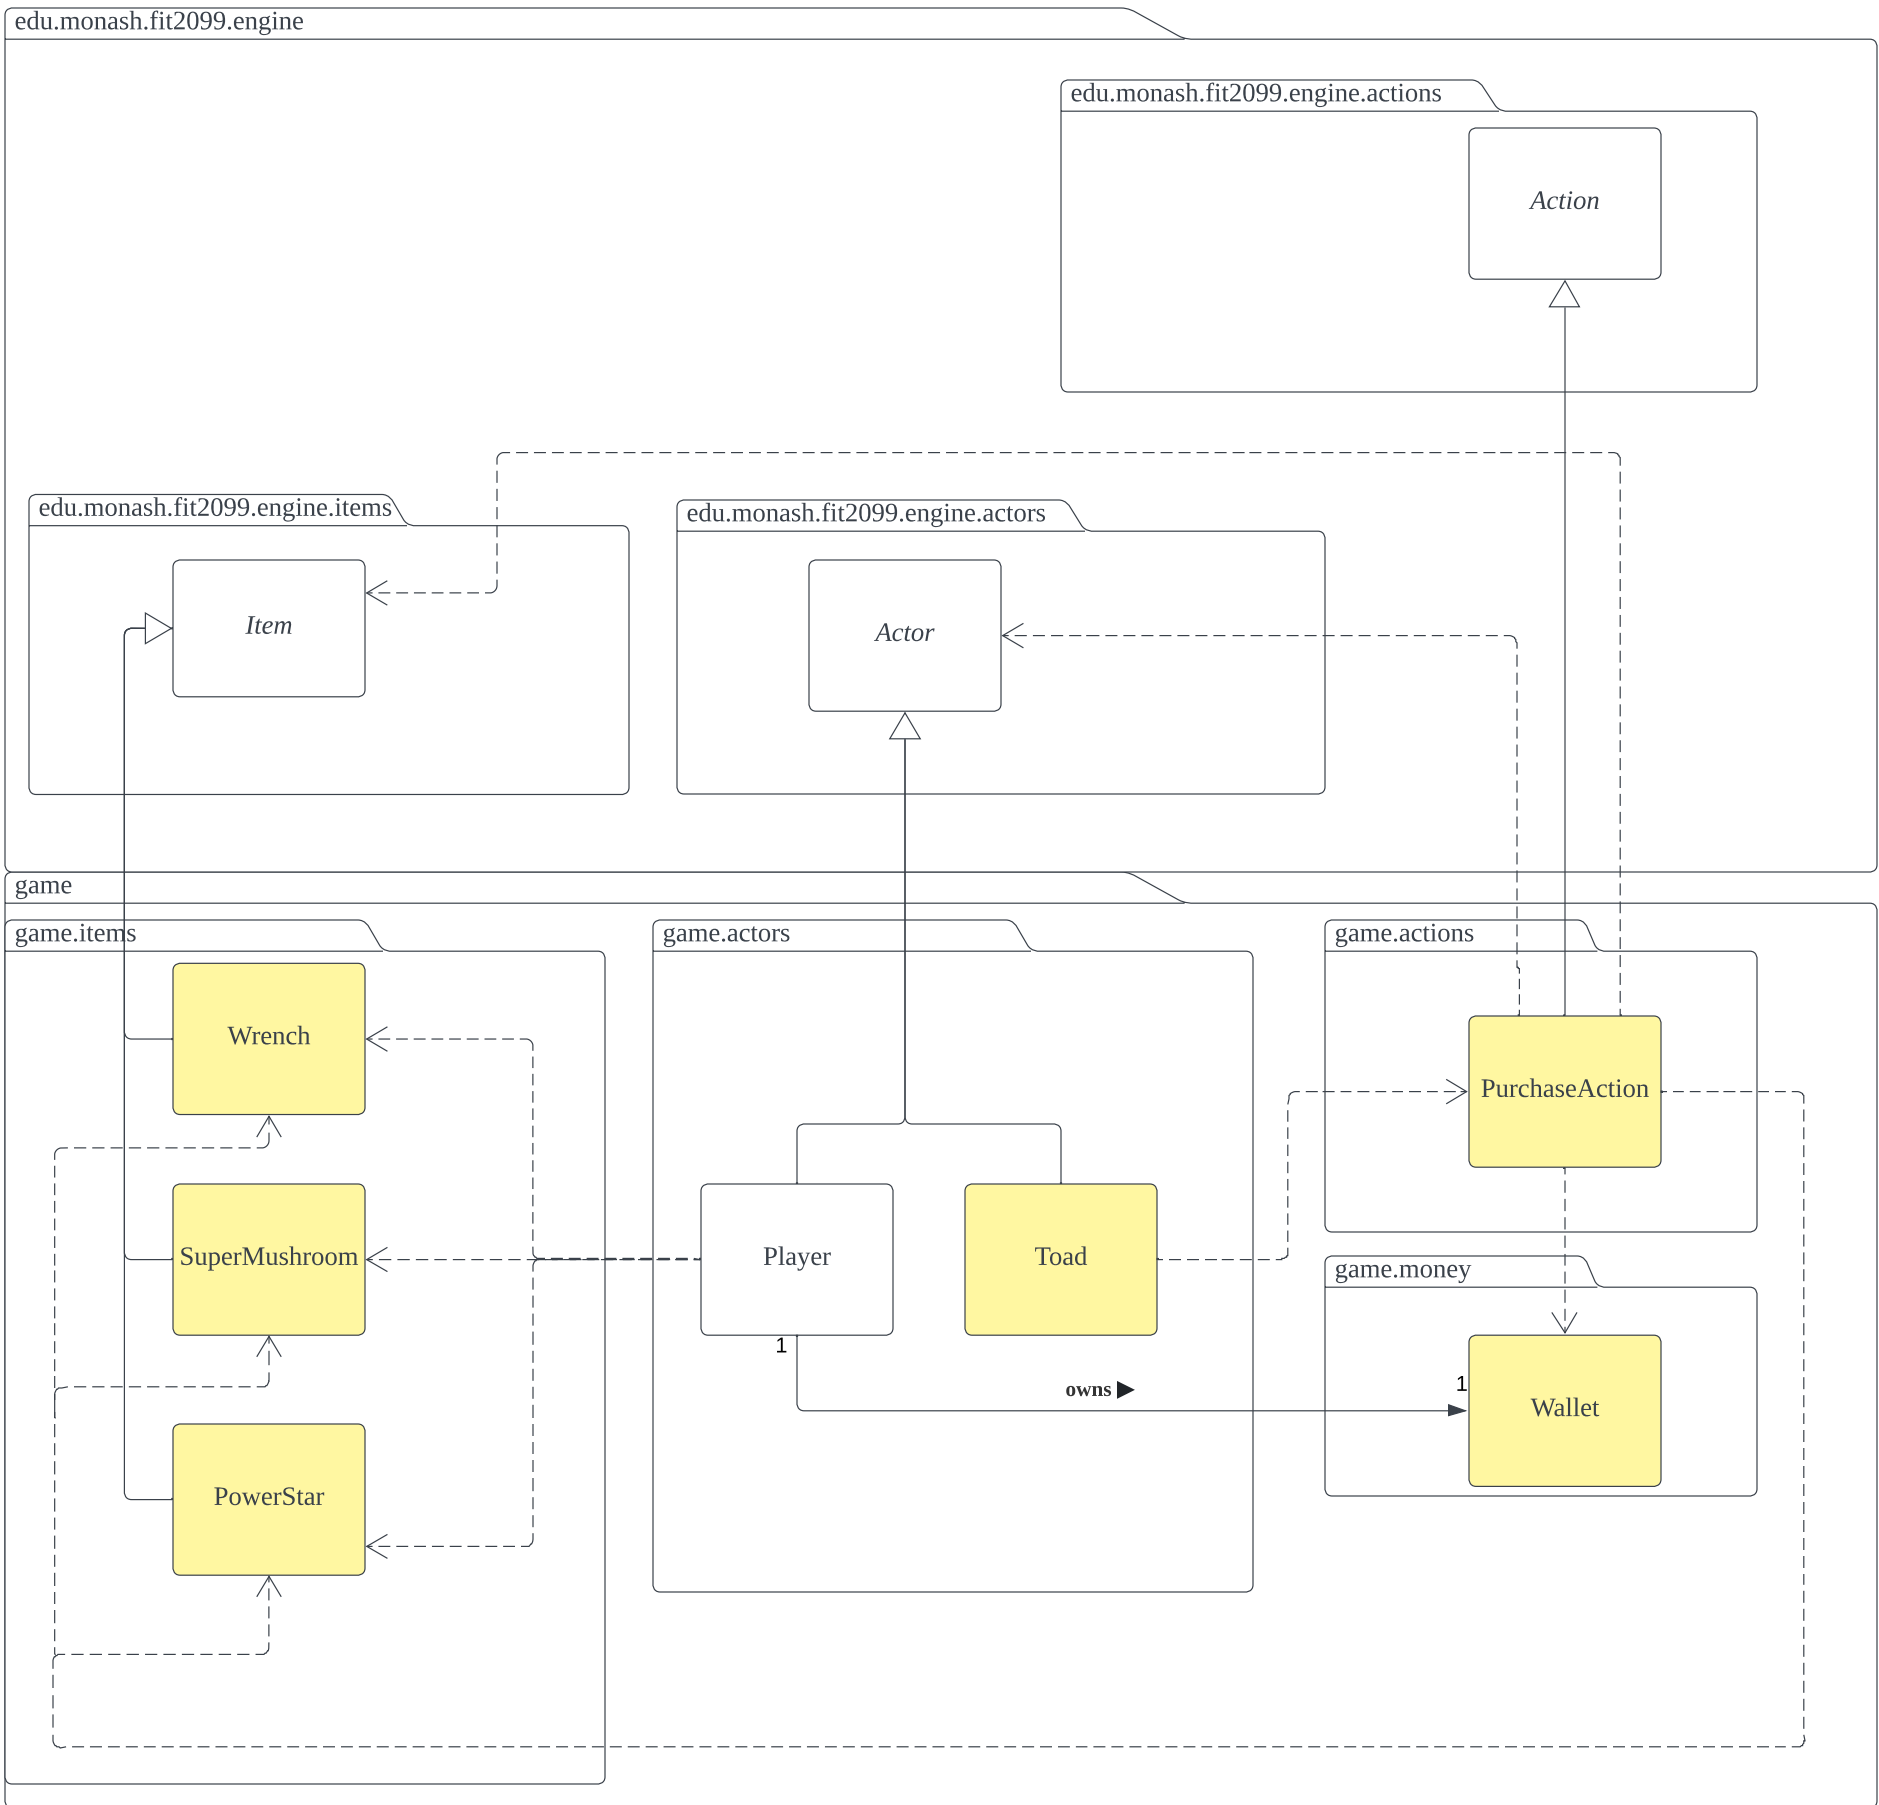 edu.monash.fit2099.engine
edu.monash.fit2099.engine.actions
Action
edu.monash.fit2099.engine.items
edu.monash.fit2099.engine.actors
Item
Actor
game
game.items
game.actors
game.actions
Wrench
PurchaseAction
SuperMushroom
Player
Toad
game.money
1
owns ▶
1
Wallet
PowerStar